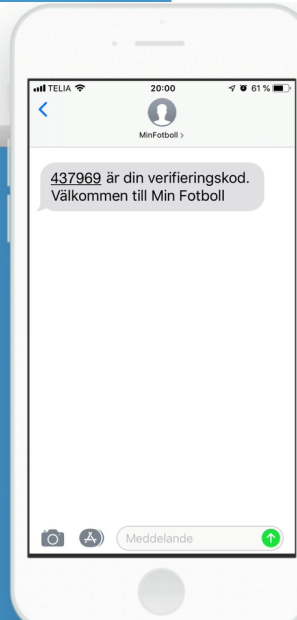 TELIA 20:00 61 %
MinFotboll >
437969 är din verifieringskod.
Välkommen till Min Fotboll
Meddelande